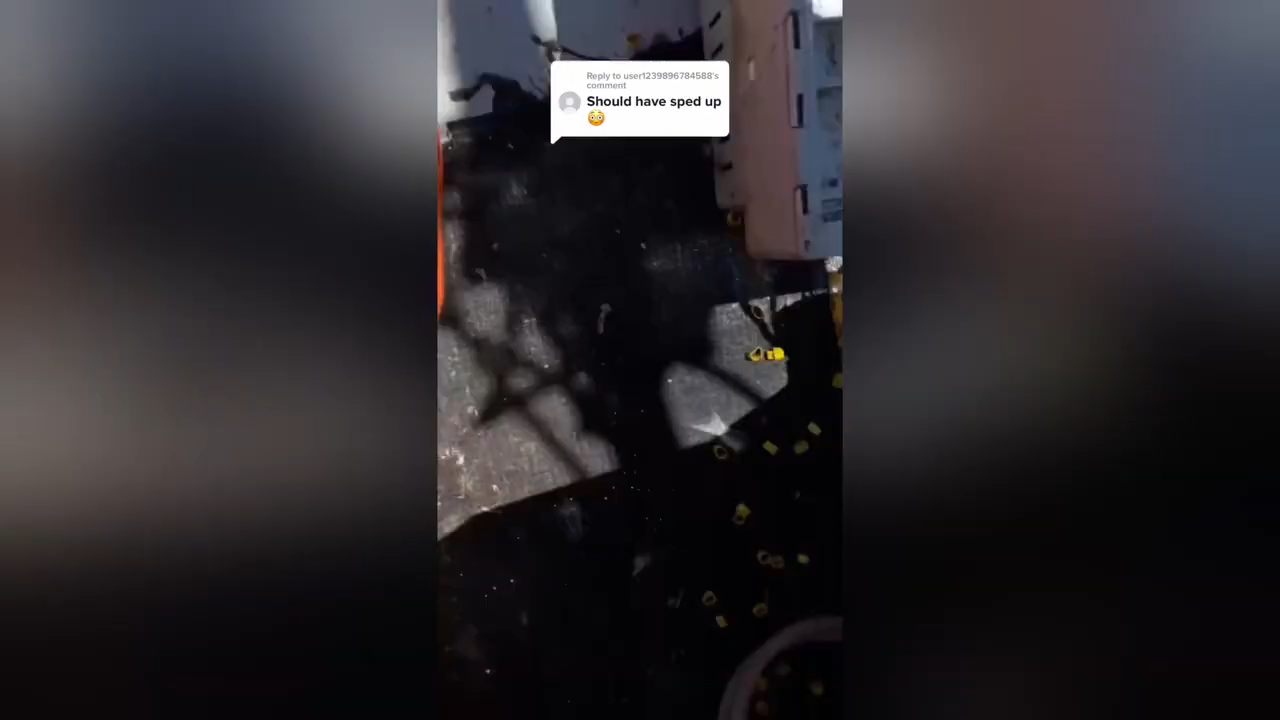 Reply to user1239896784588's
comment
Should have sped up
😳